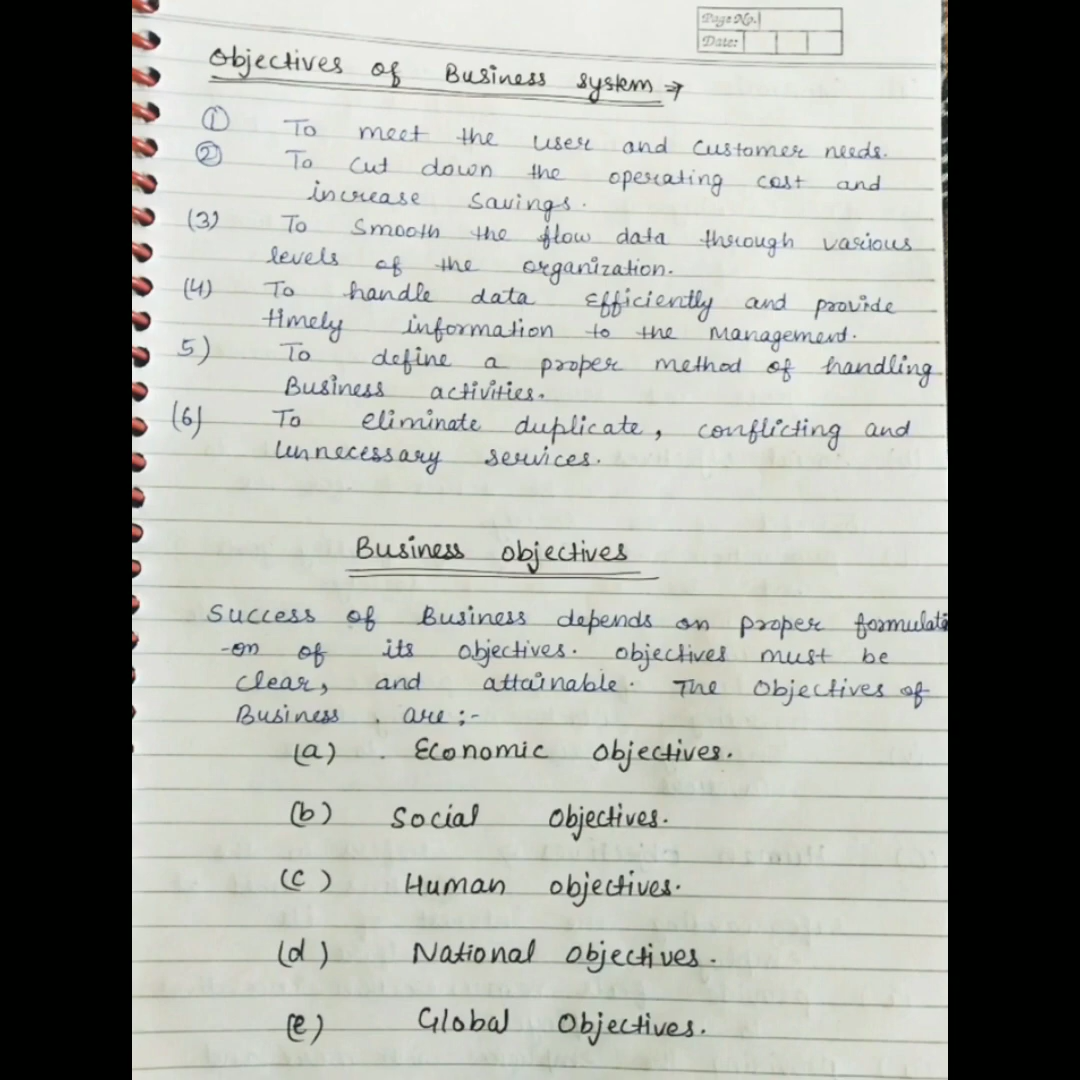 Page No.
Date:
Objectives of Business system →
① To meet the user and customer needs.
② To cut down the operating cost and
increase savings.
(3) To smooth the flow data through various
levels of the organization.
(4) To handle data efficiently and provide
timely information to the management.
5) To define a proper method of handling
Business activities.
(6) To eliminate duplicate, conflicting and
unnecessary services.
Business objectives
Success of Business depends on proper formulati
-on of its objectives. objectives must be
clear, and attainable. The Objectives of
Business . are :-
(a) . Economic Objectives.
(b) Social Objectives.
(c) Human objectives.
(d) National Objectives.
(e) Global Objectives.